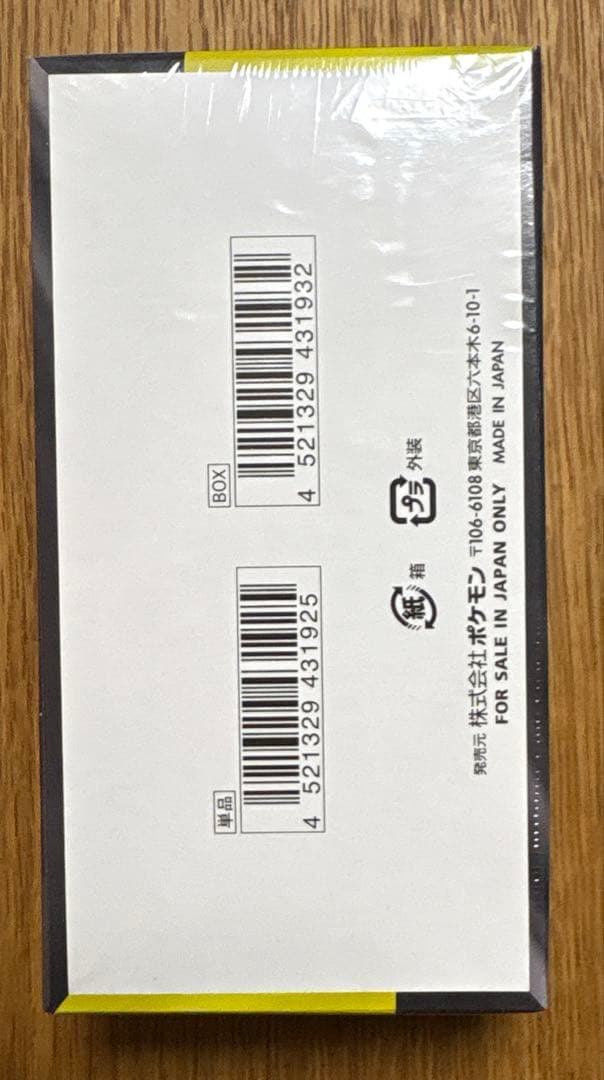 単品
4 521329 431925
BOX
4 521329 431932
紙 箱
プラ 外装
発売元 株式会社 ポケモン 〒106-6108 東京都港区六本木6-10-1
FOR SALE IN JAPAN ONLY MADE IN JAPAN